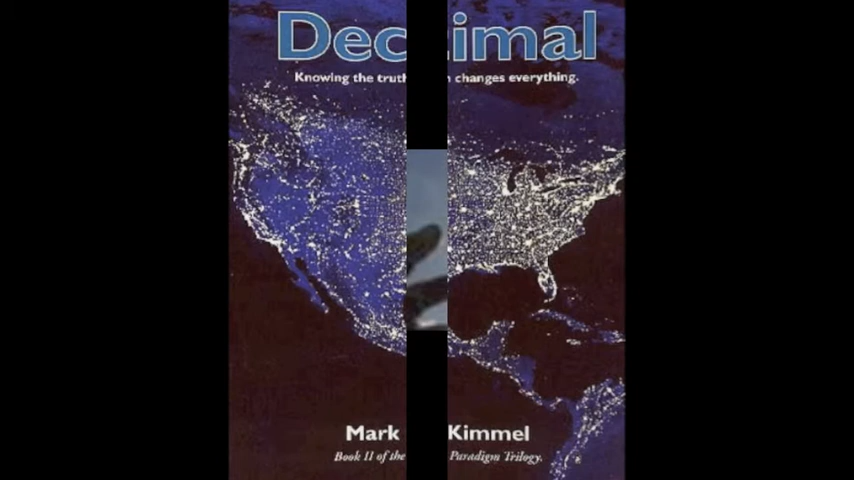 Dec imal
Knowing the truth changes everything.
Mark Kimmel
Book II of the Paradigm Trilogy.